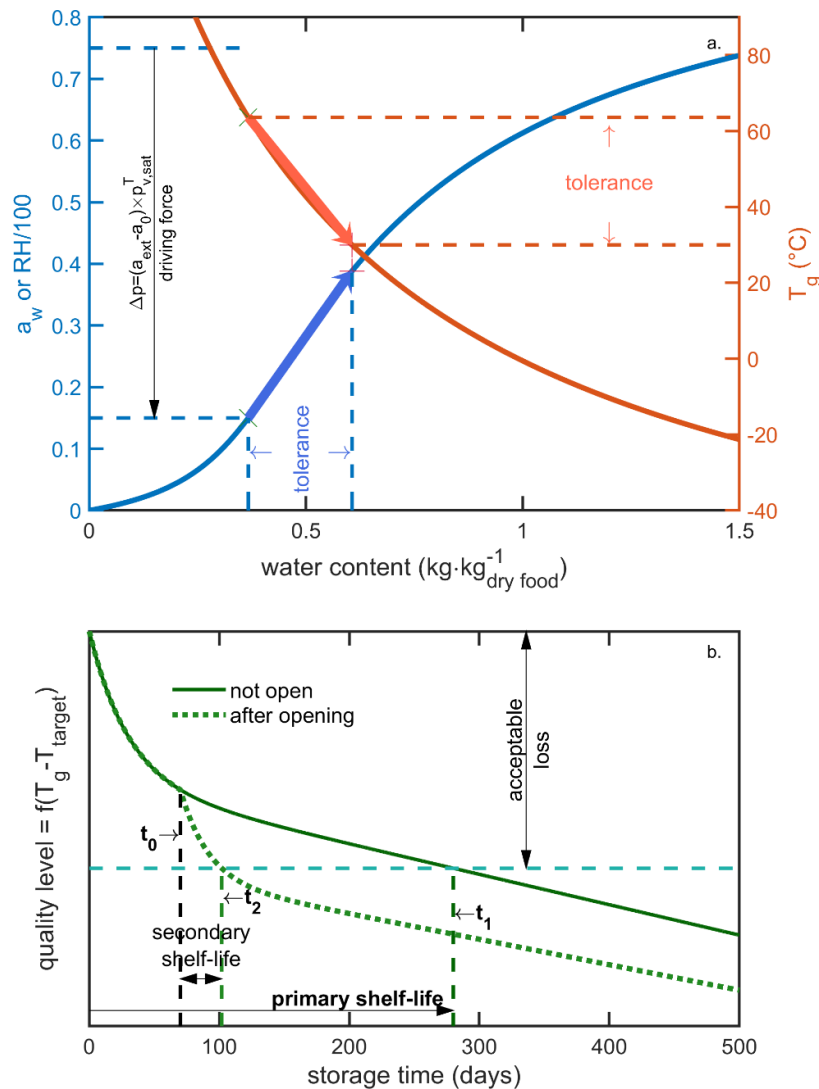 a.
0.8
0.7
0.6
0.5
0.4
0.3
0.2
0.1
0
a_w or RH/100
Δp=(a_ext-a_0)×p^T_v,sat
driving force
tolerance
tolerance
80
60
40
20
0
-20
-40
T_g (°C)
0 0.5 1 1.5
water content (kg·kg^-1_dry food)
b.
not open
after opening
acceptable
loss
quality level = f(T_g-T_target)
t_0→
←t_2
←t_1
secondary
shelf-life
primary shelf-life
0 100 200 300 400 500
storage time (days)